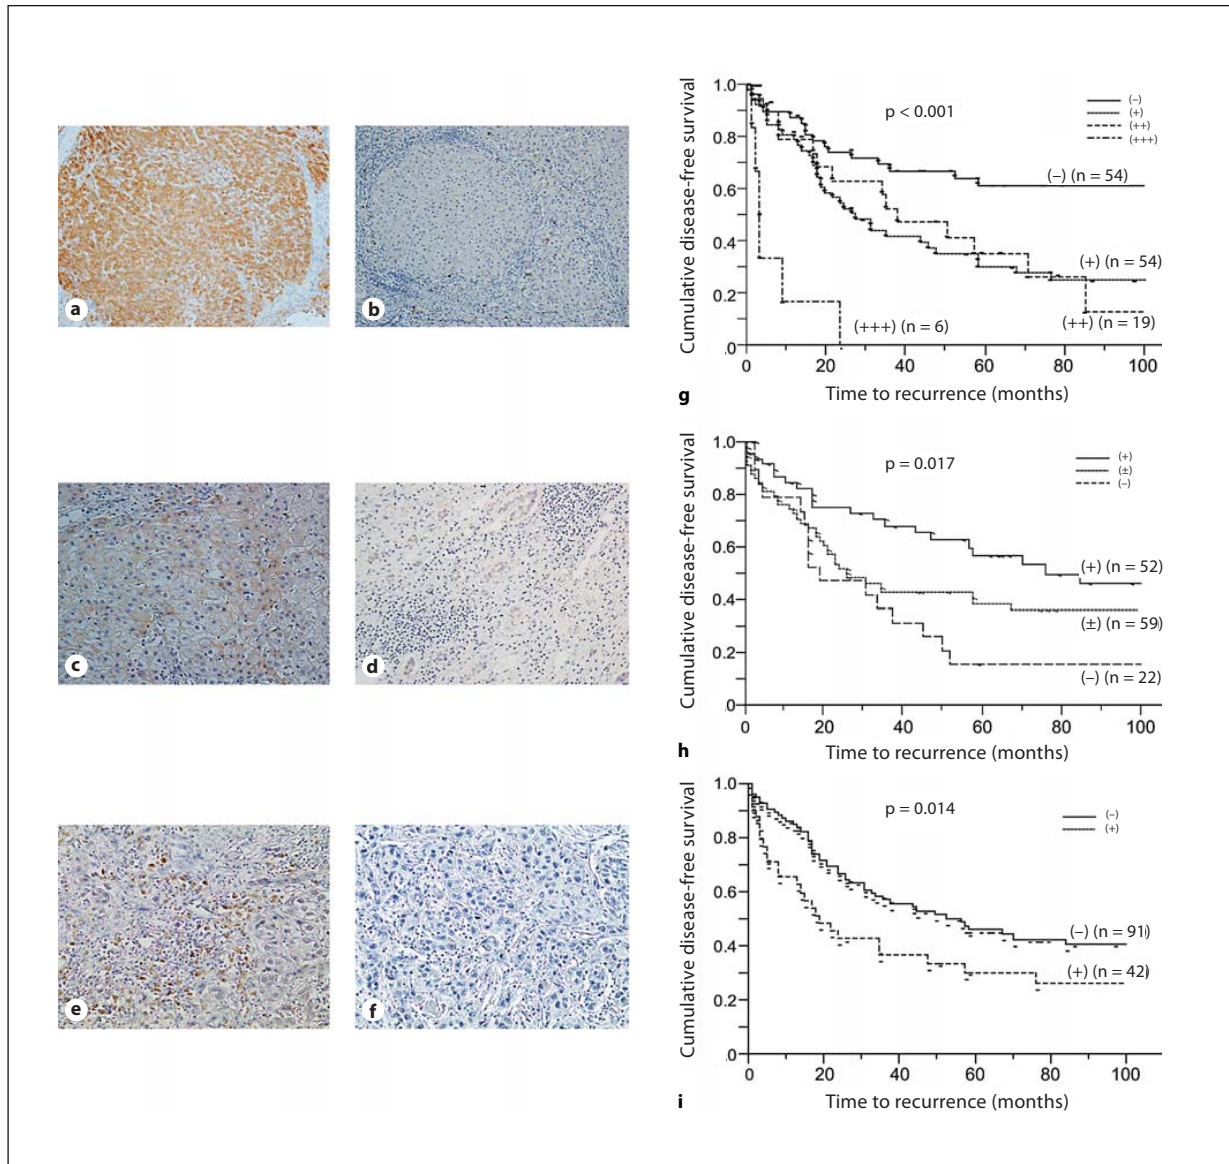 a
b
c
d
e
f
Cumulative disease-free survival
1.0
0.8
0.6
0.4
0.2
.0
0
20
40
60
80
100
p < 0.001
(–)
(+)
(++)
(+++)
(–) (n = 54)
(+) (n = 54)
(++) (n = 19)
(+++) (n = 6)
g
Time to recurrence (months)
Cumulative disease-free survival
1.0
0.8
0.6
0.4
0.2
.0
0
20
40
60
80
100
p = 0.017
(+)
(±)
(–)
(+) (n = 52)
(±) (n = 59)
(–) (n = 22)
h
Time to recurrence (months)
Cumulative disease-free survival
1.0
0.8
0.6
0.4
0.2
.0
0
20
40
60
80
100
p = 0.014
(–)
(+)
(–) (n = 91)
(+) (n = 42)
i
Time to recurrence (months)